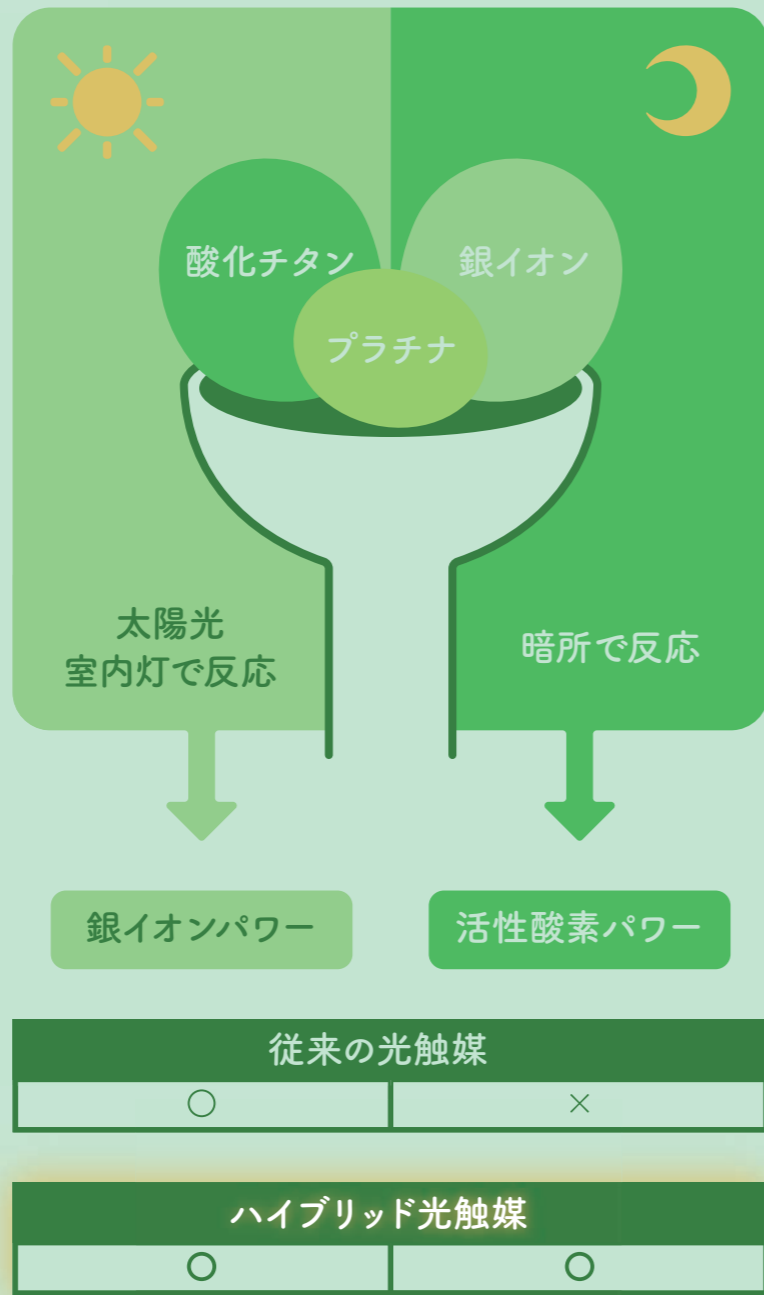 酸化チタン
銀イオン
プラチナ
太陽光
室内灯で反応
暗所で反応
銀イオンパワー
活性酸素パワー
従来の光触媒
○ ×
ハイブリッド光触媒
○ ○